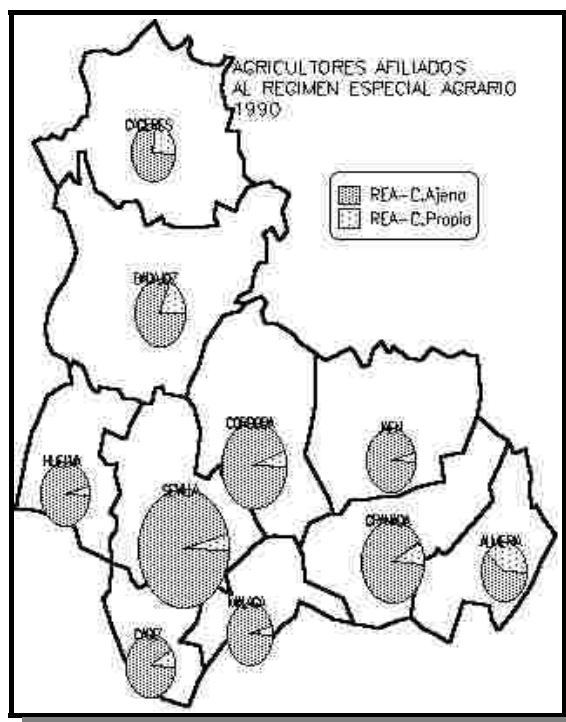 AGRICULTORES AFILIADOS
AL REGIMEN ESPECIAL AGRARIO
1990
CACERES
REA-C.Ajeno
REA-C.Propio
BADAJOZ
CORDOBA
JAEN
HUELVA
SEVILLA
GRANADA
ALMERIA
MALAGA
CADIZ